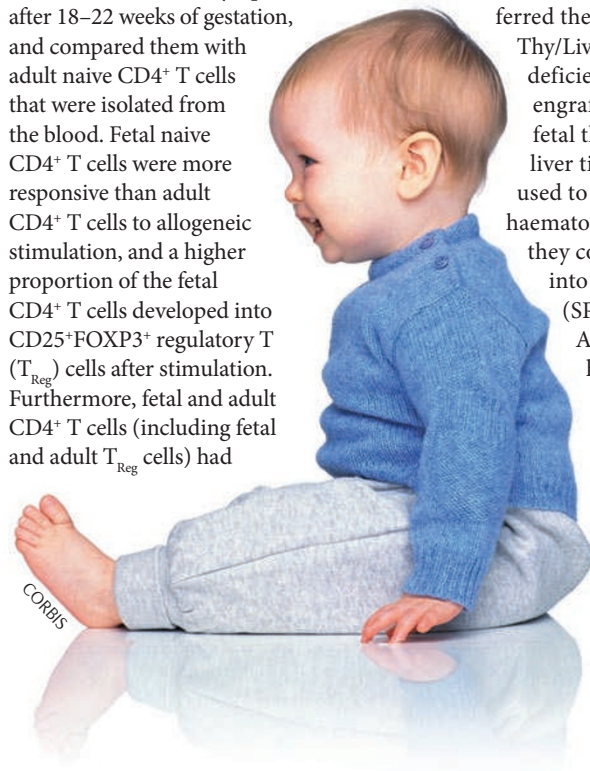 after 18–22 weeks of gestation,
and compared them with
adult naive CD4⁺ T cells
that were isolated from
the blood. Fetal naive
CD4⁺ T cells were more
responsive than adult
CD4⁺ T cells to allogeneic
stimulation, and a higher
proportion of the fetal
CD4⁺ T cells developed into
CD25⁺FOXP3⁺ regulatory T
(T_Reg) cells after stimulation.
Furthermore, fetal and adult
CD4⁺ T cells (including fetal
and adult T_Reg cells) had
CORBIS
ferred the
Thy/Liv
deficie
engra
fetal th
liver ti
used to
haemato
they co
into
(SP
A